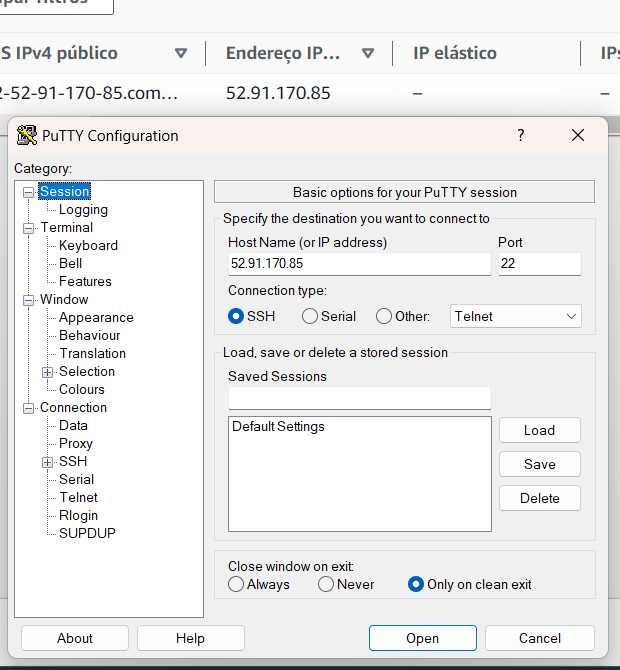 par filtros
S IPv4 público
Endereço IP...
IP elástico
IPs
2-52-91-170-85.com...
52.91.170.85
–
–
PuTTY Configuration
?
Category:
Session
Logging
Terminal
Keyboard
Bell
Features
Window
Appearance
Behaviour
Translation
Selection
Colours
Connection
Data
Proxy
SSH
Serial
Telnet
Rlogin
SUPDUP
Basic options for your PuTTY session
Specify the destination you want to connect to
Host Name (or IP address)
Port
52.91.170.85
22
Connection type:
SSH
Serial
Other:
Telnet
Load, save or delete a stored session
Saved Sessions
Default Settings
Load
Save
Delete
Close window on exit:
Always
Never
Only on clean exit
About
Help
Open
Cancel